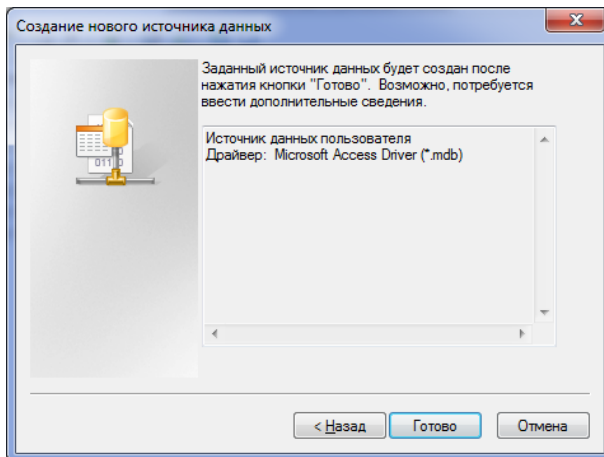 Создание нового источника данных
Заданный источник данных будет создан после
нажатия кнопки "Готово". Возможно, потребуется
ввести дополнительные сведения.
Источник данных пользователя
Драйвер: Microsoft Access Driver (*.mdb)
0110
< Назад
Готово
Отмена